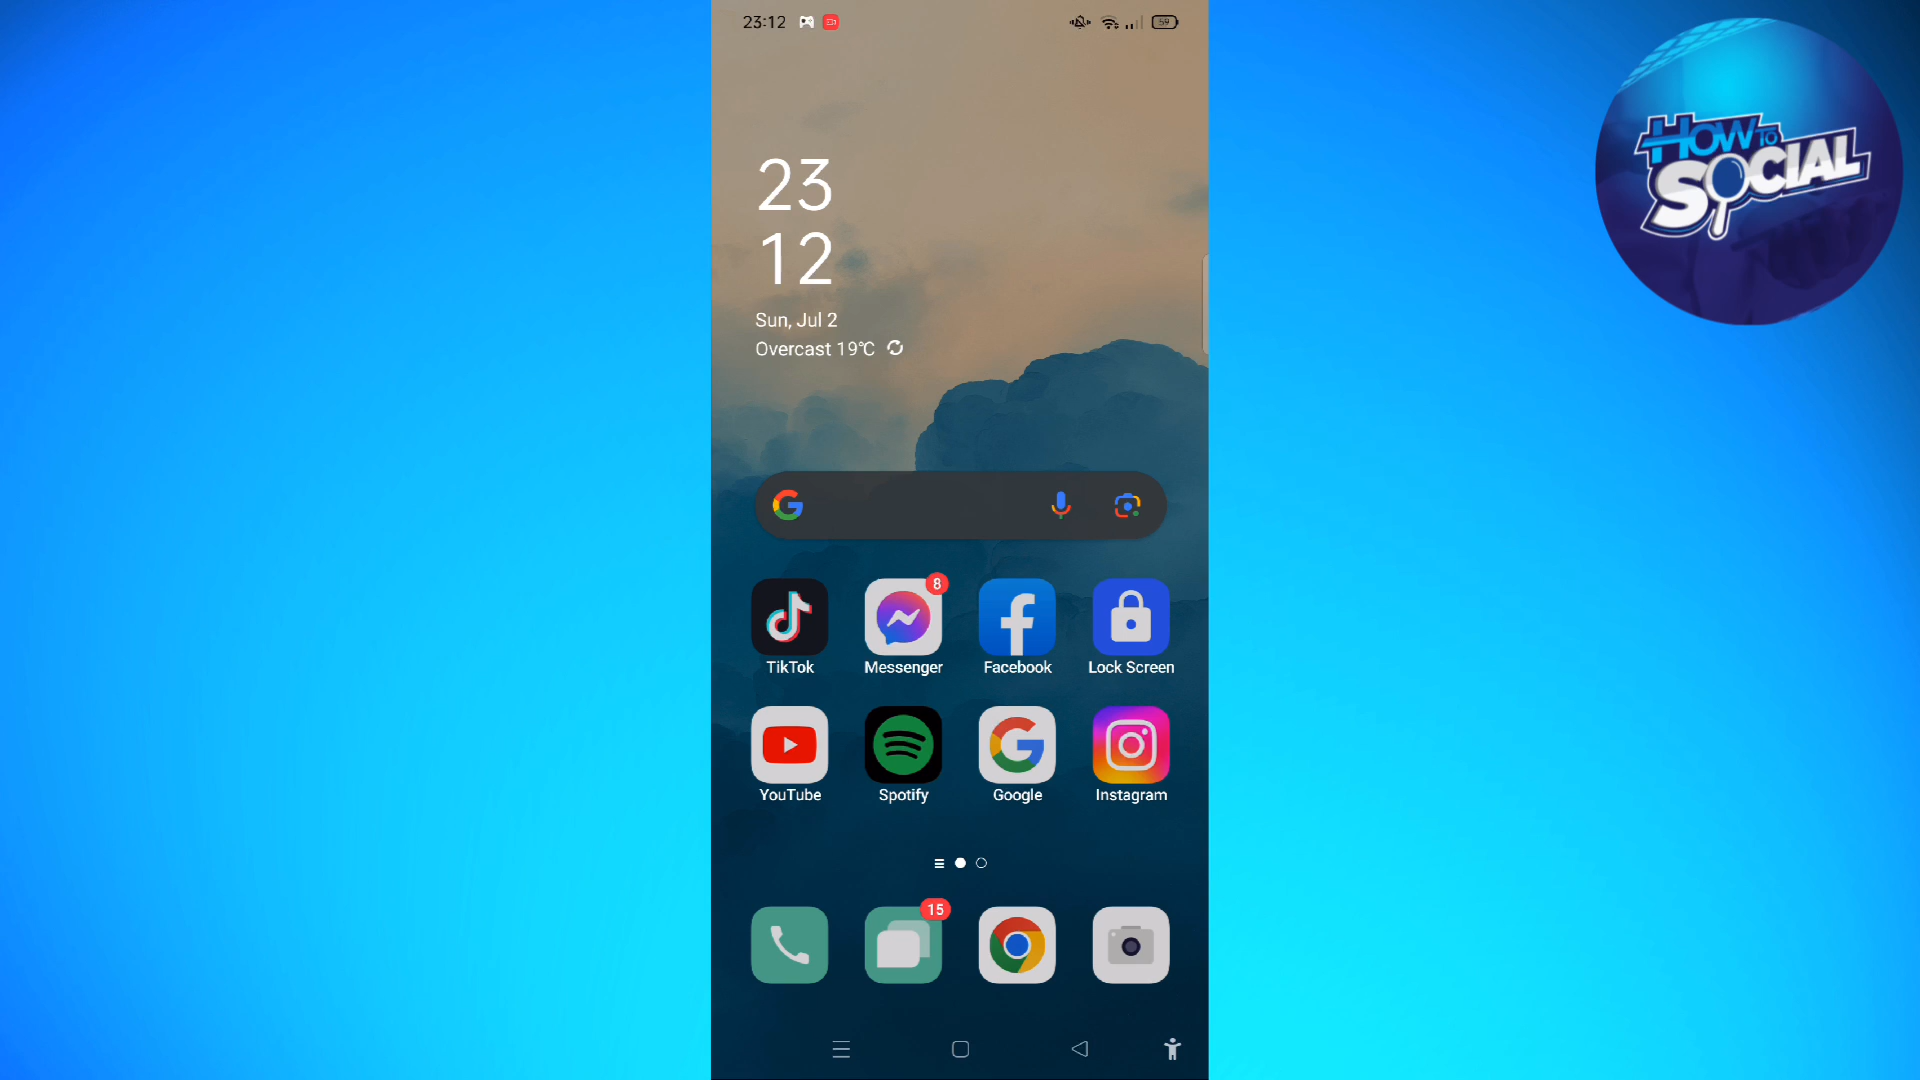 23:12
59
HOW TO
SOCIAL
23
12
Sun, Jul 2
Overcast 19°C
8
TikTok
Messenger
Facebook
Lock Screen
YouTube
Spotify
Google
Instagram
15